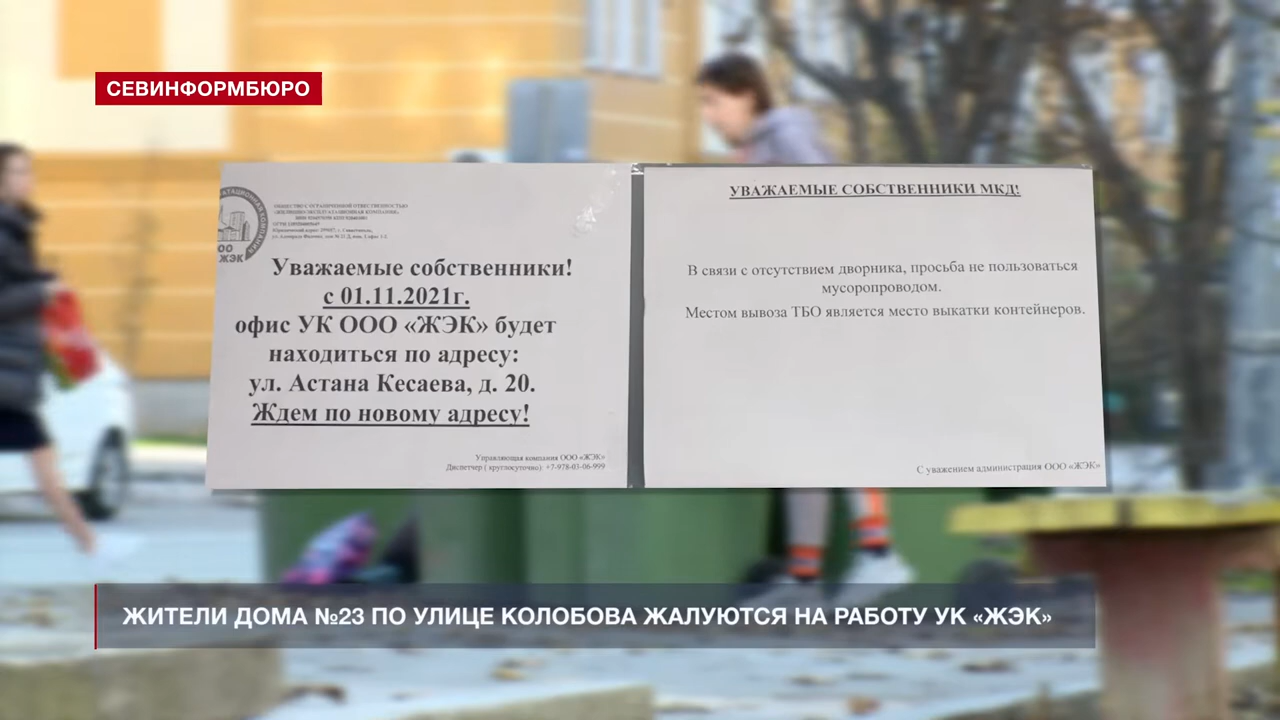 СЕВИНФОРМБЮРО
ОБЩЕСТВО С ОГРАНИЧЕННОЙ ОТВЕТСТВЕННОСТЬЮ
Уважаемые собственники!
с 01.11.2021г.
офис УК ООО «ЖЭК» будет
находиться по адресу:
ул. Астана Кесаева, д. 20.
Ждем по новому адресу!
Управляющая компания ООО «ЖЭК»
Диспетчер ( круглосуточно): +7-978-03-06-999
УВАЖАЕМЫЕ СОБСТВЕННИКИ МКД!
В связи с отсутствием дворника, просьба не пользоваться
мусоропроводом.
Местом вывоза ТБО является место выкатки контейнеров.
С уважением администрация ООО «ЖЭК»
ЖИТЕЛИ ДОМА №23 ПО УЛИЦЕ КОЛОБОВА ЖАЛУЮТСЯ НА РАБОТУ УК «ЖЭК»